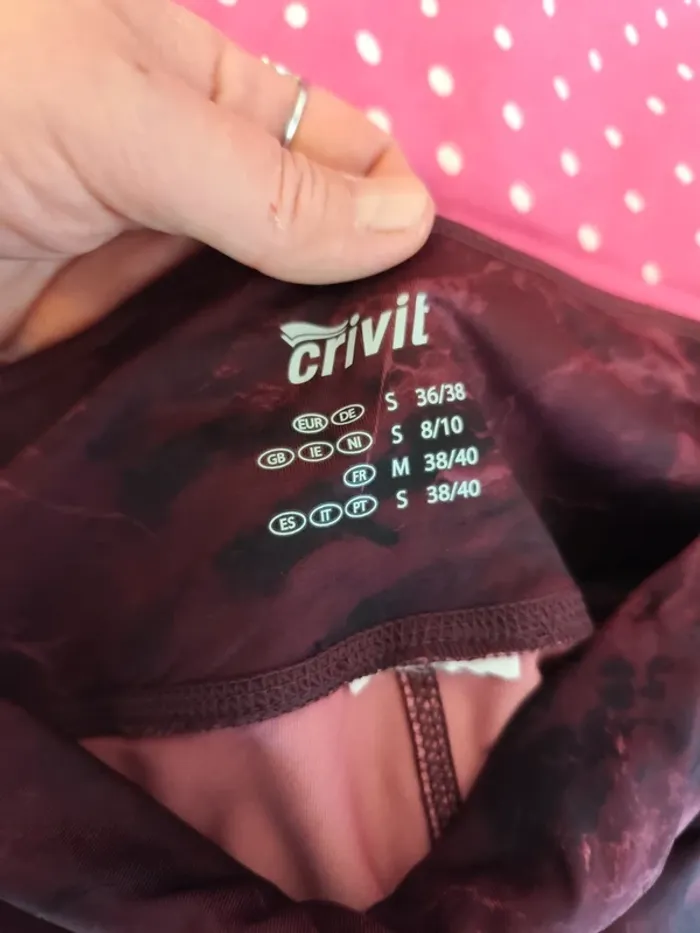 crivit
EUR DE S 36/38
GB IE NI S 8/10
FR M 38/40
ES IT PT S 38/40